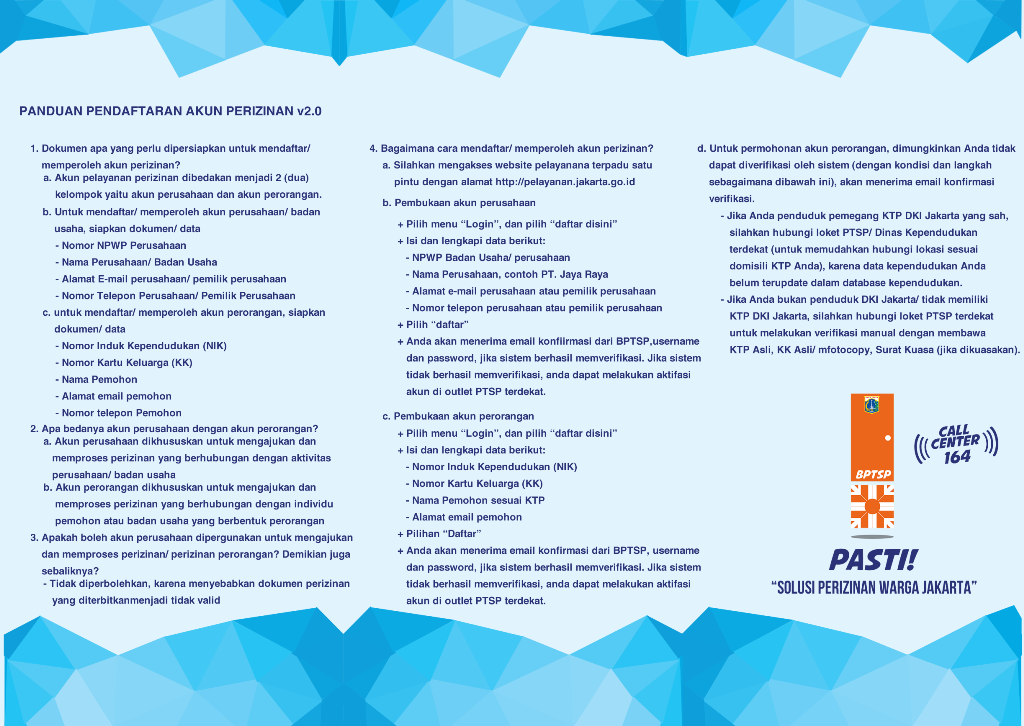 PANDUAN PENDAFTARAN AKUN PERIZINAN v2.0
1. Dokumen apa yang perlu dipersiapkan untuk mendaftar/
memperoleh akun perizinan?
a. Akun pelayanan perizinan dibedakan menjadi 2 (dua)
kelompok yaitu akun perusahaan dan akun perorangan.
b. Untuk mendaftar/ memperoleh akun perusahaan/ badan
usaha, siapkan dokumen/ data
- Nomor NPWP Perusahaan
- Nama Perusahaan/ Badan Usaha
- Alamat E-mail perusahaan/ pemilik perusahaan
- Nomor Telepon Perusahaan/ Pemilik Perusahaan
c. untuk mendaftar/ memperoleh akun perorangan, siapkan
dokumen/ data
- Nomor Induk Kependudukan (NIK)
- Nomor Kartu Keluarga (KK)
- Nama Pemohon
- Alamat email pemohon
- Nomor telepon Pemohon
2. Apa bedanya akun perusahaan dengan akun perorangan?
a. Akun perusahaan dikhususkan untuk mengajukan dan
memproses perizinan yang berhubungan dengan aktivitas
perusahaan/ badan usaha
b. Akun perorangan dikhususkan untuk mengajukan dan
memproses perizinan yang berhubungan dengan individu
pemohon atau badan usaha yang berbentuk perorangan
3. Apakah boleh akun perusahaan dipergunakan untuk mengajukan
dan memproses perizinan/ perizinan perorangan? Demikian juga
sebaliknya?
- Tidak diperbolehkan, karena menyebabkan dokumen perizinan
yang diterbitkanmenjadi tidak valid
4. Bagaimana cara mendaftar/ memperoleh akun perizinan?
a. Silahkan mengakses website pelayanana terpadu satu
pintu dengan alamat http://pelayanan.jakarta.go.id
b. Pembukaan akun perusahaan
+ Pilih menu “Login”, dan pilih “daftar disini”
+ Isi dan lengkapi data berikut:
- NPWP Badan Usaha/ perusahaan
- Nama Perusahaan, contoh PT. Jaya Raya
- Alamat e-mail perusahaan atau pemilik perusahaan
- Nomor telepon perusahaan atau pemilik perusahaan
+ Pilih “daftar”
+ Anda akan menerima email konfiirmasi dari BPTSP,username
dan password, jika sistem berhasil memverifikasi. Jika sistem
tidak berhasil memverifikasi, anda dapat melakukan aktifasi
akun di outlet PTSP terdekat.
c. Pembukaan akun perorangan
+ Pilih menu “Login”, dan pilih “daftar disini”
+ Isi dan lengkapi data berikut:
- Nomor Induk Kependudukan (NIK)
- Nomor Kartu Keluarga (KK)
- Nama Pemohon sesuai KTP
- Alamat email pemohon
+ Pilihan “Daftar”
+ Anda akan menerima email konfirmasi dari BPTSP, username
dan password, jika sistem berhasil memverifikasi. Jika sistem
tidak berhasil memverifikasi, anda dapat melakukan aktifasi
akun di outlet PTSP terdekat.
d. Untuk permohonan akun perorangan, dimungkinkan Anda tidak
dapat diverifikasi oleh sistem (dengan kondisi dan langkah
sebagaimana dibawah ini), akan menerima email konfirmasi
verifikasi.
- Jika Anda penduduk pemegang KTP DKI Jakarta yang sah,
silahkan hubungi loket PTSP/ Dinas Kependudukan
terdekat (untuk memudahkan hubungi lokasi sesuai
domisili KTP Anda), karena data kependudukan Anda
belum terupdate dalam database kependudukan.
- Jika Anda bukan penduduk DKI Jakarta/ tidak memiliki
KTP DKI Jakarta, silahkan hubungi loket PTSP terdekat
untuk melakukan verifikasi manual dengan membawa
KTP Asli, KK Asli/ mfotocopy, Surat Kuasa (jika dikuasakan).
CALL
CENTER
164
BPTSP
PASTI!
“SOLUSI PERIZINAN WARGA JAKARTA”